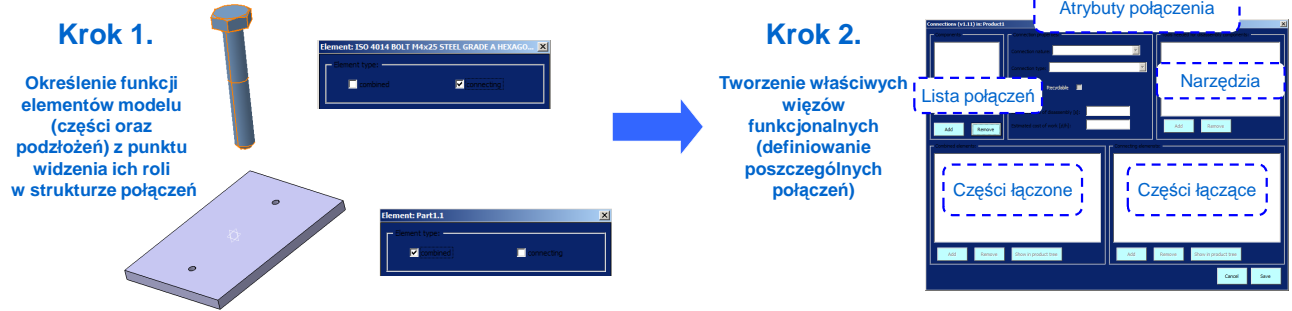 Krok 1.
Określenie funkcji
elementów modelu
(części oraz
podzłożeń) z punktu
widzenia ich roli
w strukturze połączeń
Element: ISO 4014 BOLT M4x25 STEEL GRADE A HEXAGO...
Element type:
combined
connecting
Element: Part1.1
Element type:
combined
connecting
Krok 2.
Tworzenie właściwych
więzów
funkcjonalnych
(definiowanie
poszczególnych
połączeń)
Atrybuty połączenia
Connections (v1.11) in: Product1
Lista połączeń
Recyclable
Narzędzia
Add
Remove
Add
Remove
Części łączone
Części łączące
Add
Remove
Show in product tree
Add
Remove
Show in product tree
Cancel
Save